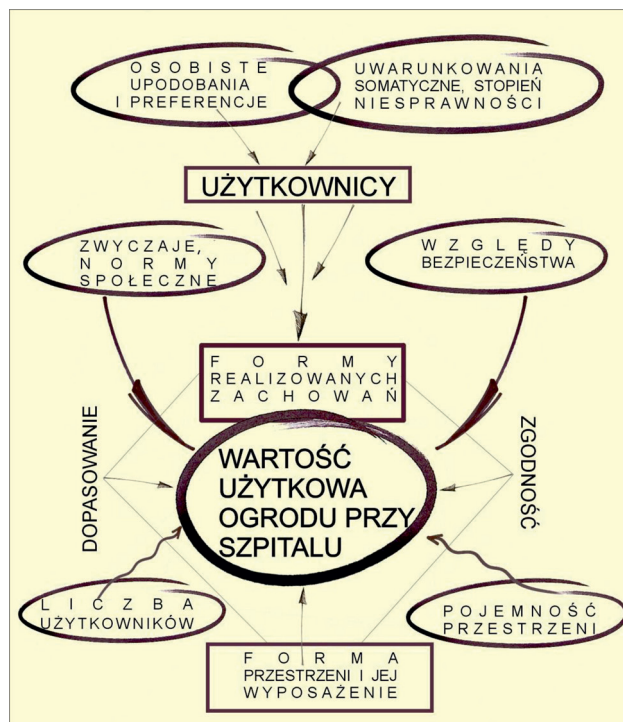 OSOBISTE
UPODOBANIA
I PREFERENCJE
UWARUNKOWANIA
SOMATYCZNE, STOPIEŃ
NIESPRAWNOŚCI
UŻYTKOWNICY
ZWYCZAJE,
NORMY
SPOŁECZNE
WZGLĘDY
BEZPIECZEŃSTWA
FORMY
REALIZOWANYCH
ZACHOWAŃ
DOPASOWANIE
WARTOŚĆ
UŻYTKOWA
OGRODU PRZY
SZPITALU
ZGODNOŚĆ
LICZBA
UŻYTKOWNIKÓW
POJEMNOŚĆ
PRZESTRZENI
FORMA
PRZESTRZENI I JEJ
WYPOSAŻENIE